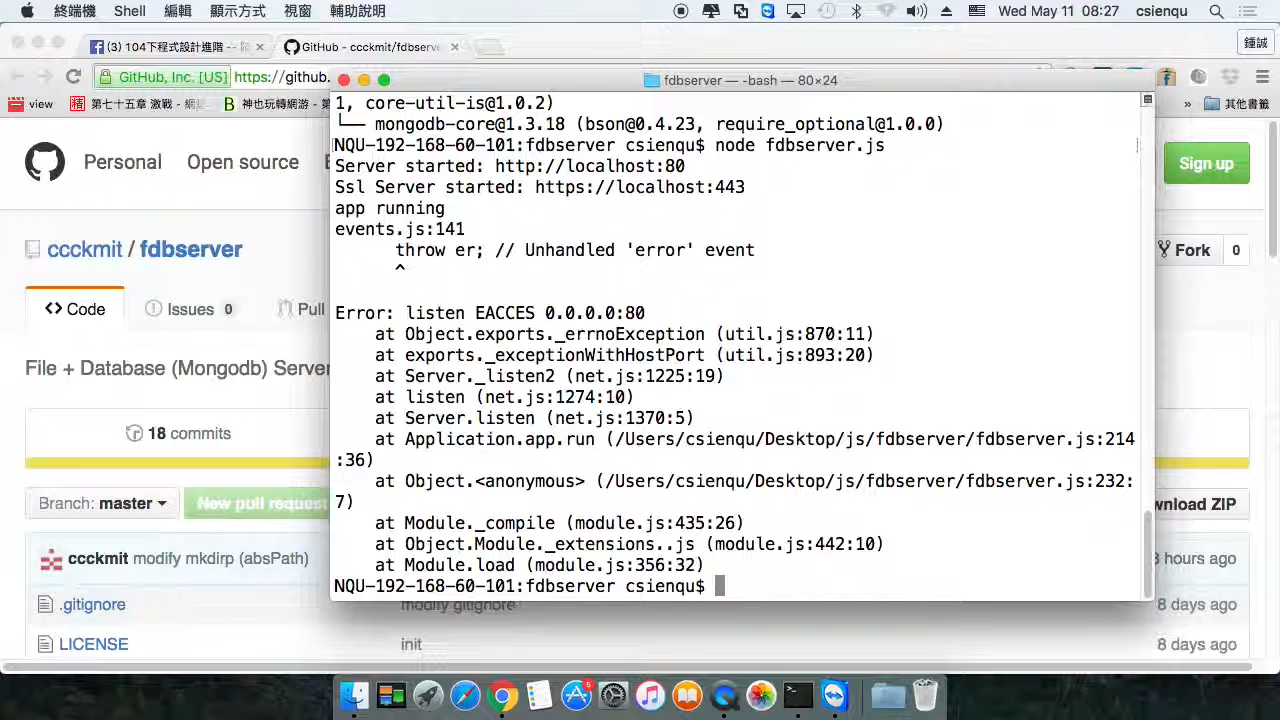 終端機 Shell 編輯 顯示方式 視窗 輔助說明 Wed May 11 08:27 csienqu
(3) 104下程式設計進階 -- GitHub - ccckmit/fdbserve 鍾誠
GitHub, Inc. [US] https://github.
fdbserver — -bash — 80×24
view 第七十五章 激戰 - 網 B 神也玩轉網游 - 第 » 其他書籤
1, core-util-is@1.0.2)
└── mongodb-core@1.3.18 (bson@0.4.23, require_optional@1.0.0)
NQU-192-168-60-101:fdbserver csienqu$ node fdbserver.js
Server started: http://localhost:80
Ssl Server started: https://localhost:443
app running
events.js:141
throw er; // Unhandled 'error' event
^
Error: listen EACCES 0.0.0.0:80
at Object.exports._errnoException (util.js:870:11)
at exports._exceptionWithHostPort (util.js:893:20)
at Server._listen2 (net.js:1225:19)
at listen (net.js:1274:10)
at Server.listen (net.js:1370:5)
at Application.app.run (/Users/csienqu/Desktop/js/fdbserver/fdbserver.js:214
:36)
at Object.<anonymous> (/Users/csienqu/Desktop/js/fdbserver/fdbserver.js:232:
7)
at Module._compile (module.js:435:26)
at Object.Module._extensions..js (module.js:442:10)
at Module.load (module.js:356:32)
NQU-192-168-60-101:fdbserver csienqu$
Personal Open source Sign up
ccckmit / fdbserver Fork 0
Code Issues 0 Pull
File + Database (Mongodb) Server
18 commits
Branch: master New pull request wnload ZIP
ccckmit modify mkdirp (absPath) hours ago
.gitignore modify gitignore 8 days ago
LICENSE init 8 days ago